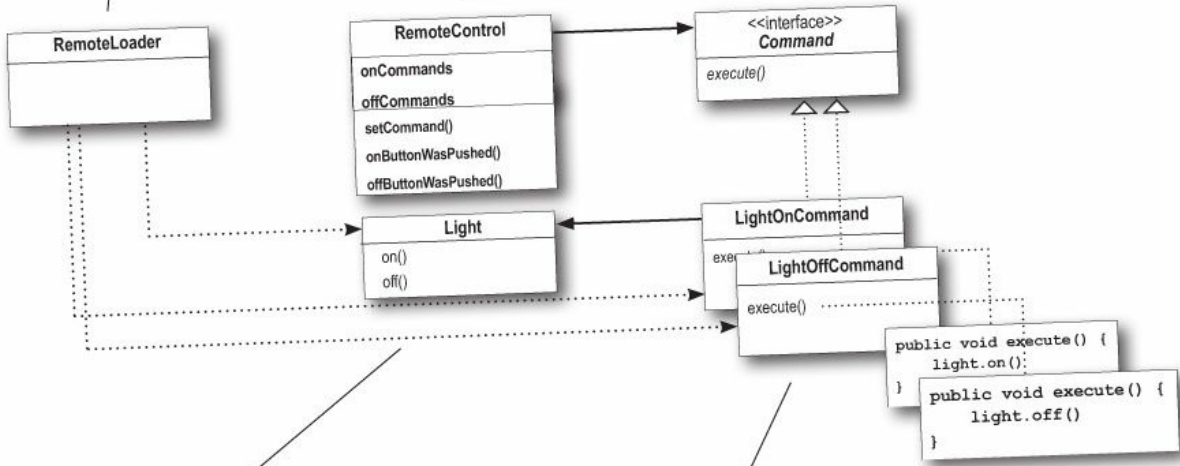 RemoteLoader
RemoteControl
onCommands
offCommands
setCommand()
onButtonWasPushed()
offButtonWasPushed()
<<interface>>
Command
execute()
Light
on()
off()
LightOnCommand
LightOffCommand
execute()
public void execute() {
light.on()
}
public void execute() {
light.off()
}